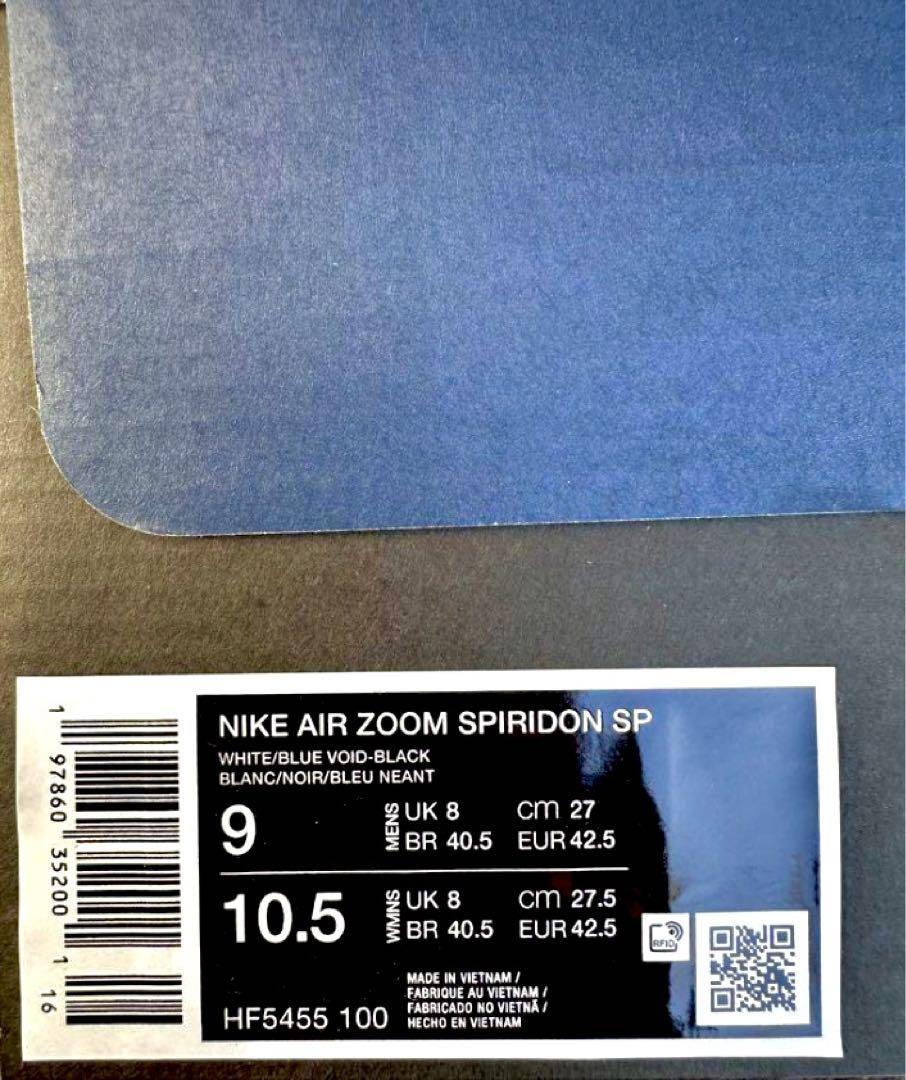 NIKE AIR ZOOM SPIRIDON SP
WHITE/BLUE VOID-BLACK
BLANC/NOIR/BLEU NEANT
9 MENS UK 8 CM 27
BR 40.5 EUR 42.5
10.5 WMNS UK 8 CM 27.5
BR 40.5 EUR 42.5
RFID
MADE IN VIETNAM /
FABRIQUE AU VIETNAM /
FABRICADO NO VIETNÃ /
HECHO EN VIETNAM
HF5455 100
1 97860 35200 1 16